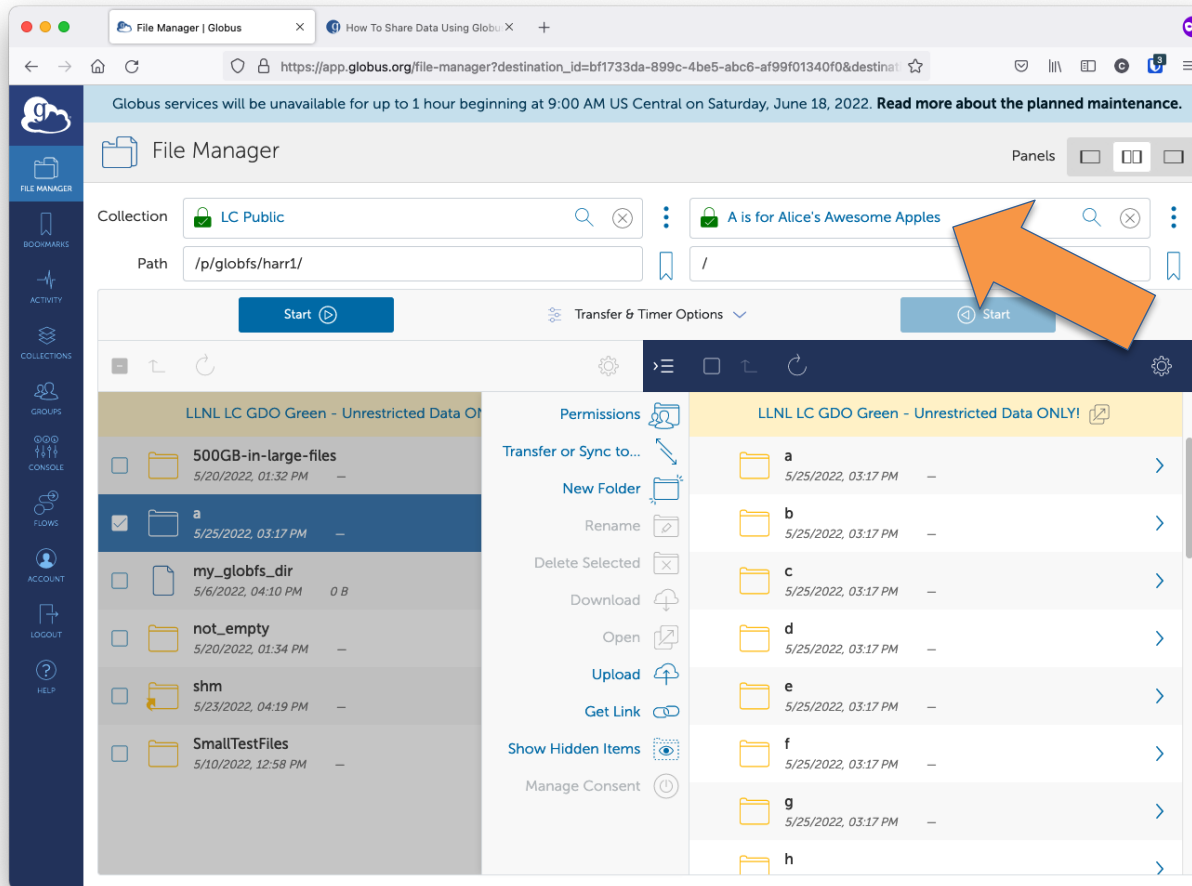 File Manager | Globus
How To Share Data Using Globu
https://app.globus.org/file-manager?destination_id=bf1733da-899c-4be5-abc6-af99f01340f0&destinat
3
Globus services will be unavailable for up to 1 hour beginning at 9:00 AM US Central on Saturday, June 18, 2022. Read more about the planned maintenance.
g
FILE MANAGER
BOOKMARKS
ACTIVITY
COLLECTIONS
GROUPS
CONSOLE
FLOWS
ACCOUNT
LOGOUT
HELP
File Manager
Panels
Collection
LC Public
A is for Alice's Awesome Apples
Path
/p/globfs/harr1/
/
Start
Transfer & Timer Options
Start
LLNL LC GDO Green - Unrestricted Data ON
500GB-in-large-files
5/20/2022, 01:32 PM —
a
5/25/2022, 03:17 PM —
my_globfs_dir
5/6/2022, 04:10 PM 0 B
not_empty
5/20/2022, 01:34 PM —
shm
5/23/2022, 04:19 PM —
SmallTestFiles
5/10/2022, 12:58 PM —
Permissions
Transfer or Sync to...
New Folder
Rename
Delete Selected
Download
Open
Upload
Get Link
Show Hidden Items
Manage Consent
LLNL LC GDO Green - Unrestricted Data ONLY!
a
5/25/2022, 03:17 PM —
b
5/25/2022, 03:17 PM —
c
5/25/2022, 03:17 PM —
d
5/25/2022, 03:17 PM —
e
5/25/2022, 03:17 PM —
f
5/25/2022, 03:17 PM —
g
5/25/2022, 03:17 PM —
h